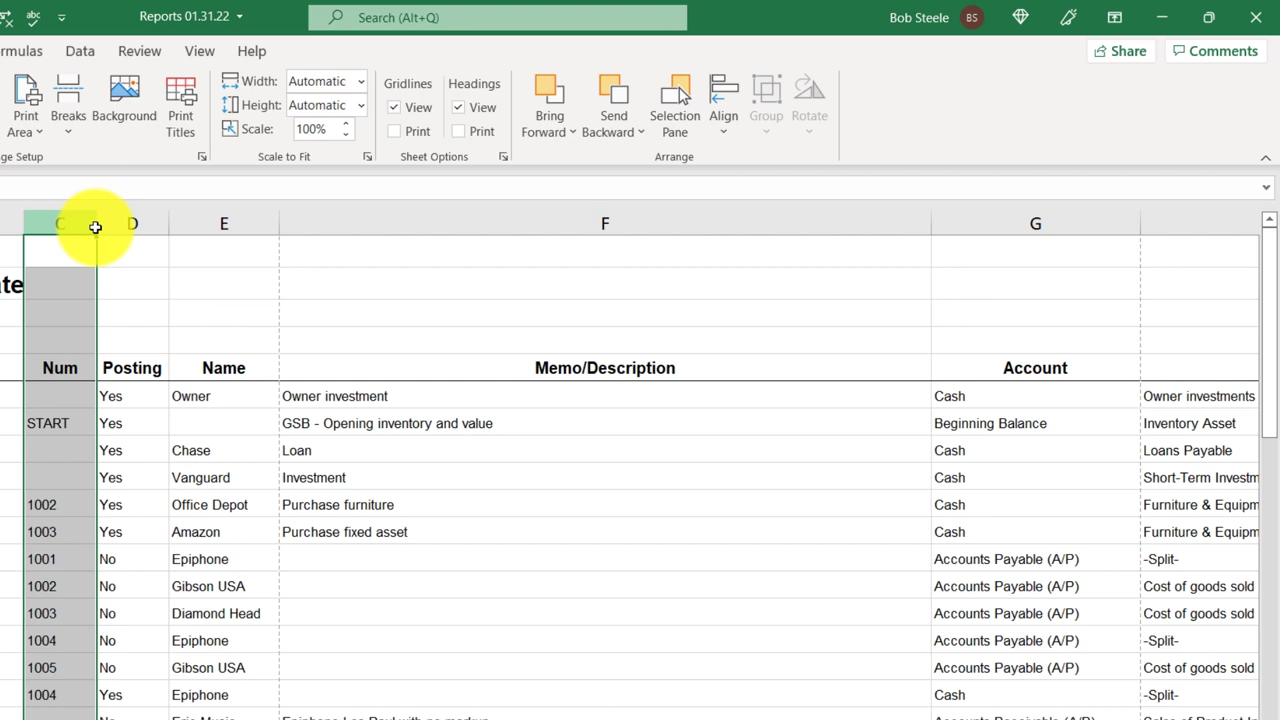 abc Reports 01.31.22 Search (Alt+Q) Bob Steele BS
Data Review View Help Share Comments
Print Area Breaks Background Print Titles
Width: Automatic
Height: Automatic
Scale: 100%
Gridlines Headings
View View
Print Print
Bring Forward Send Backward Selection Pane Align Group Rotate
Scale to Fit Sheet Options Arrange
C D E F G
Num Posting Name Memo/Description Account
Yes Owner Owner investment Cash Owner investments
START Yes GSB - Opening inventory and value Beginning Balance Inventory Asset
Yes Chase Loan Cash Loans Payable
Yes Vanguard Investment Cash Short-Term
1002 Yes Office Depot Purchase furniture Cash Furniture &
1003 Yes Amazon Purchase fixed asset Cash Furniture &
1001 No Epiphone Accounts Payable (A/P) -Split-
1002 No Gibson USA Accounts Payable (A/P) Cost of goods sold
1003 No Diamond Head Accounts Payable (A/P) Cost of goods sold
1004 No Epiphone Accounts Payable (A/P) -Split-
1005 No Gibson USA Accounts Payable (A/P) Cost of goods sold
1004 Yes Epiphone Cash -Split-